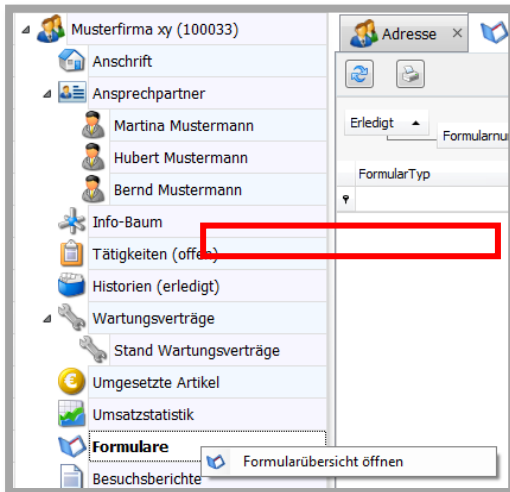 Musterfirma xy (100033)
Anschrift
Ansprechpartner
Martina Mustermann
Hubert Mustermann
Bernd Mustermann
Info-Baum
Tätigkeiten (offen)
Historien (erledigt)
Wartungsverträge
Stand Wartungsverträge
Umgesetzte Artikel
Umsatzstatistik
Formulare
Besuchsberichte
Formularübersicht öffnen
Adresse
Erledigt
Formularnu
FormularTyp